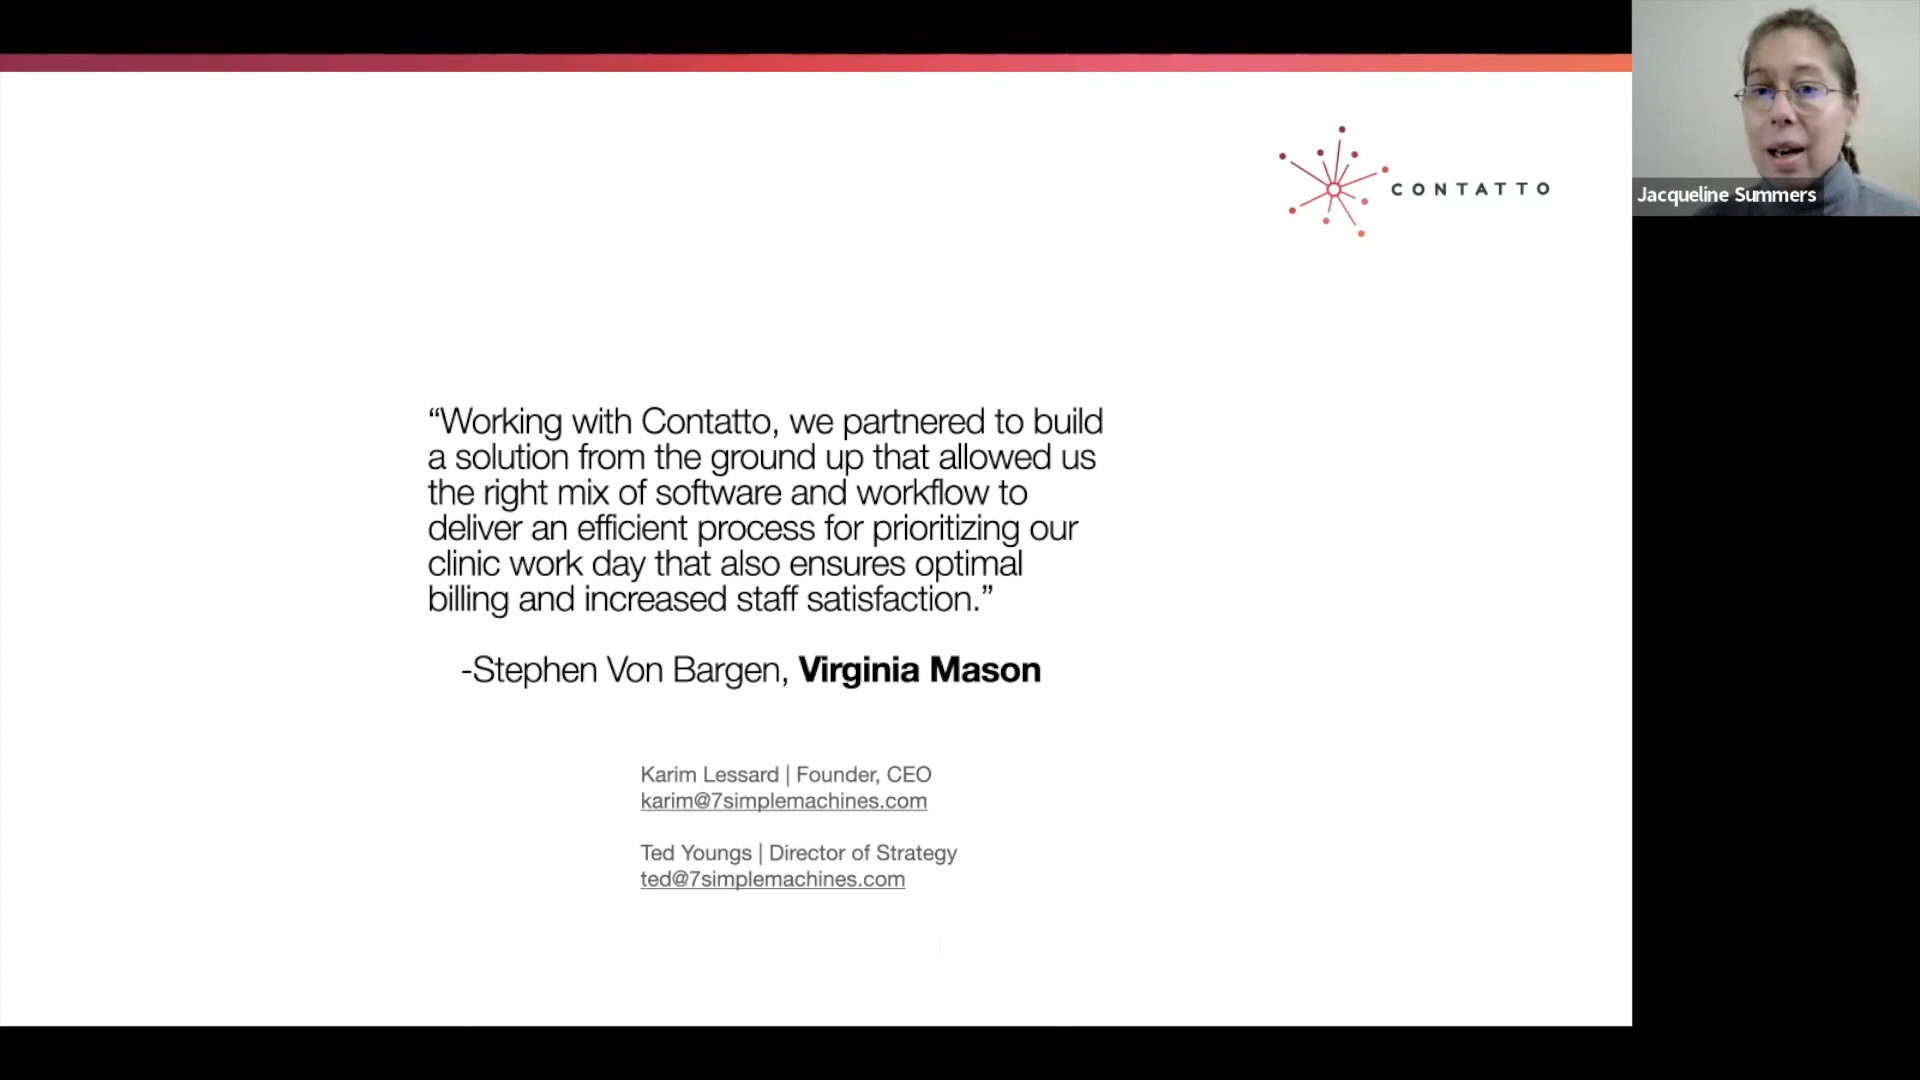 CONTATTO
Jacqueline Summers
“Working with Contatto, we partnered to build
a solution from the ground up that allowed us
the right mix of software and workflow to
deliver an efficient process for prioritizing our
clinic work day that also ensures optimal
billing and increased staff satisfaction.”
-Stephen Von Bargen, Virginia Mason
Karim Lessard | Founder, CEO
karim@7simplemachines.com
Ted Youngs | Director of Strategy
ted@7simplemachines.com